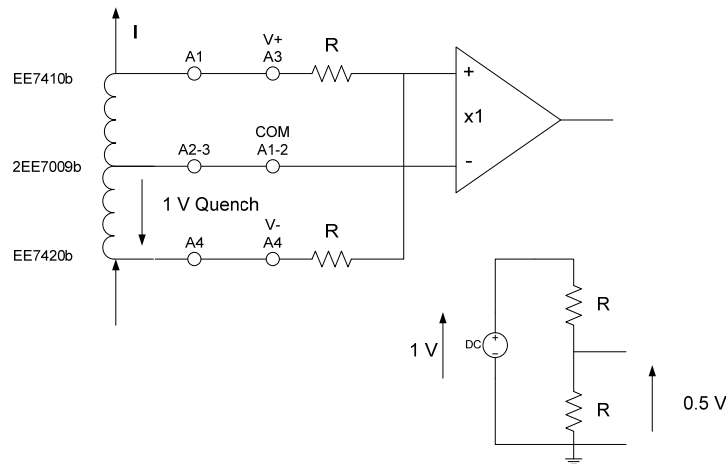 I
V+
R
EE7410b
A1
A3
+
x1
COM
2EE7009b
A2-3
A1-2
-
1 V Quench
V-
R
EE7420b
A4
A4
R
1 V
DC
+
-
R
0.5 V